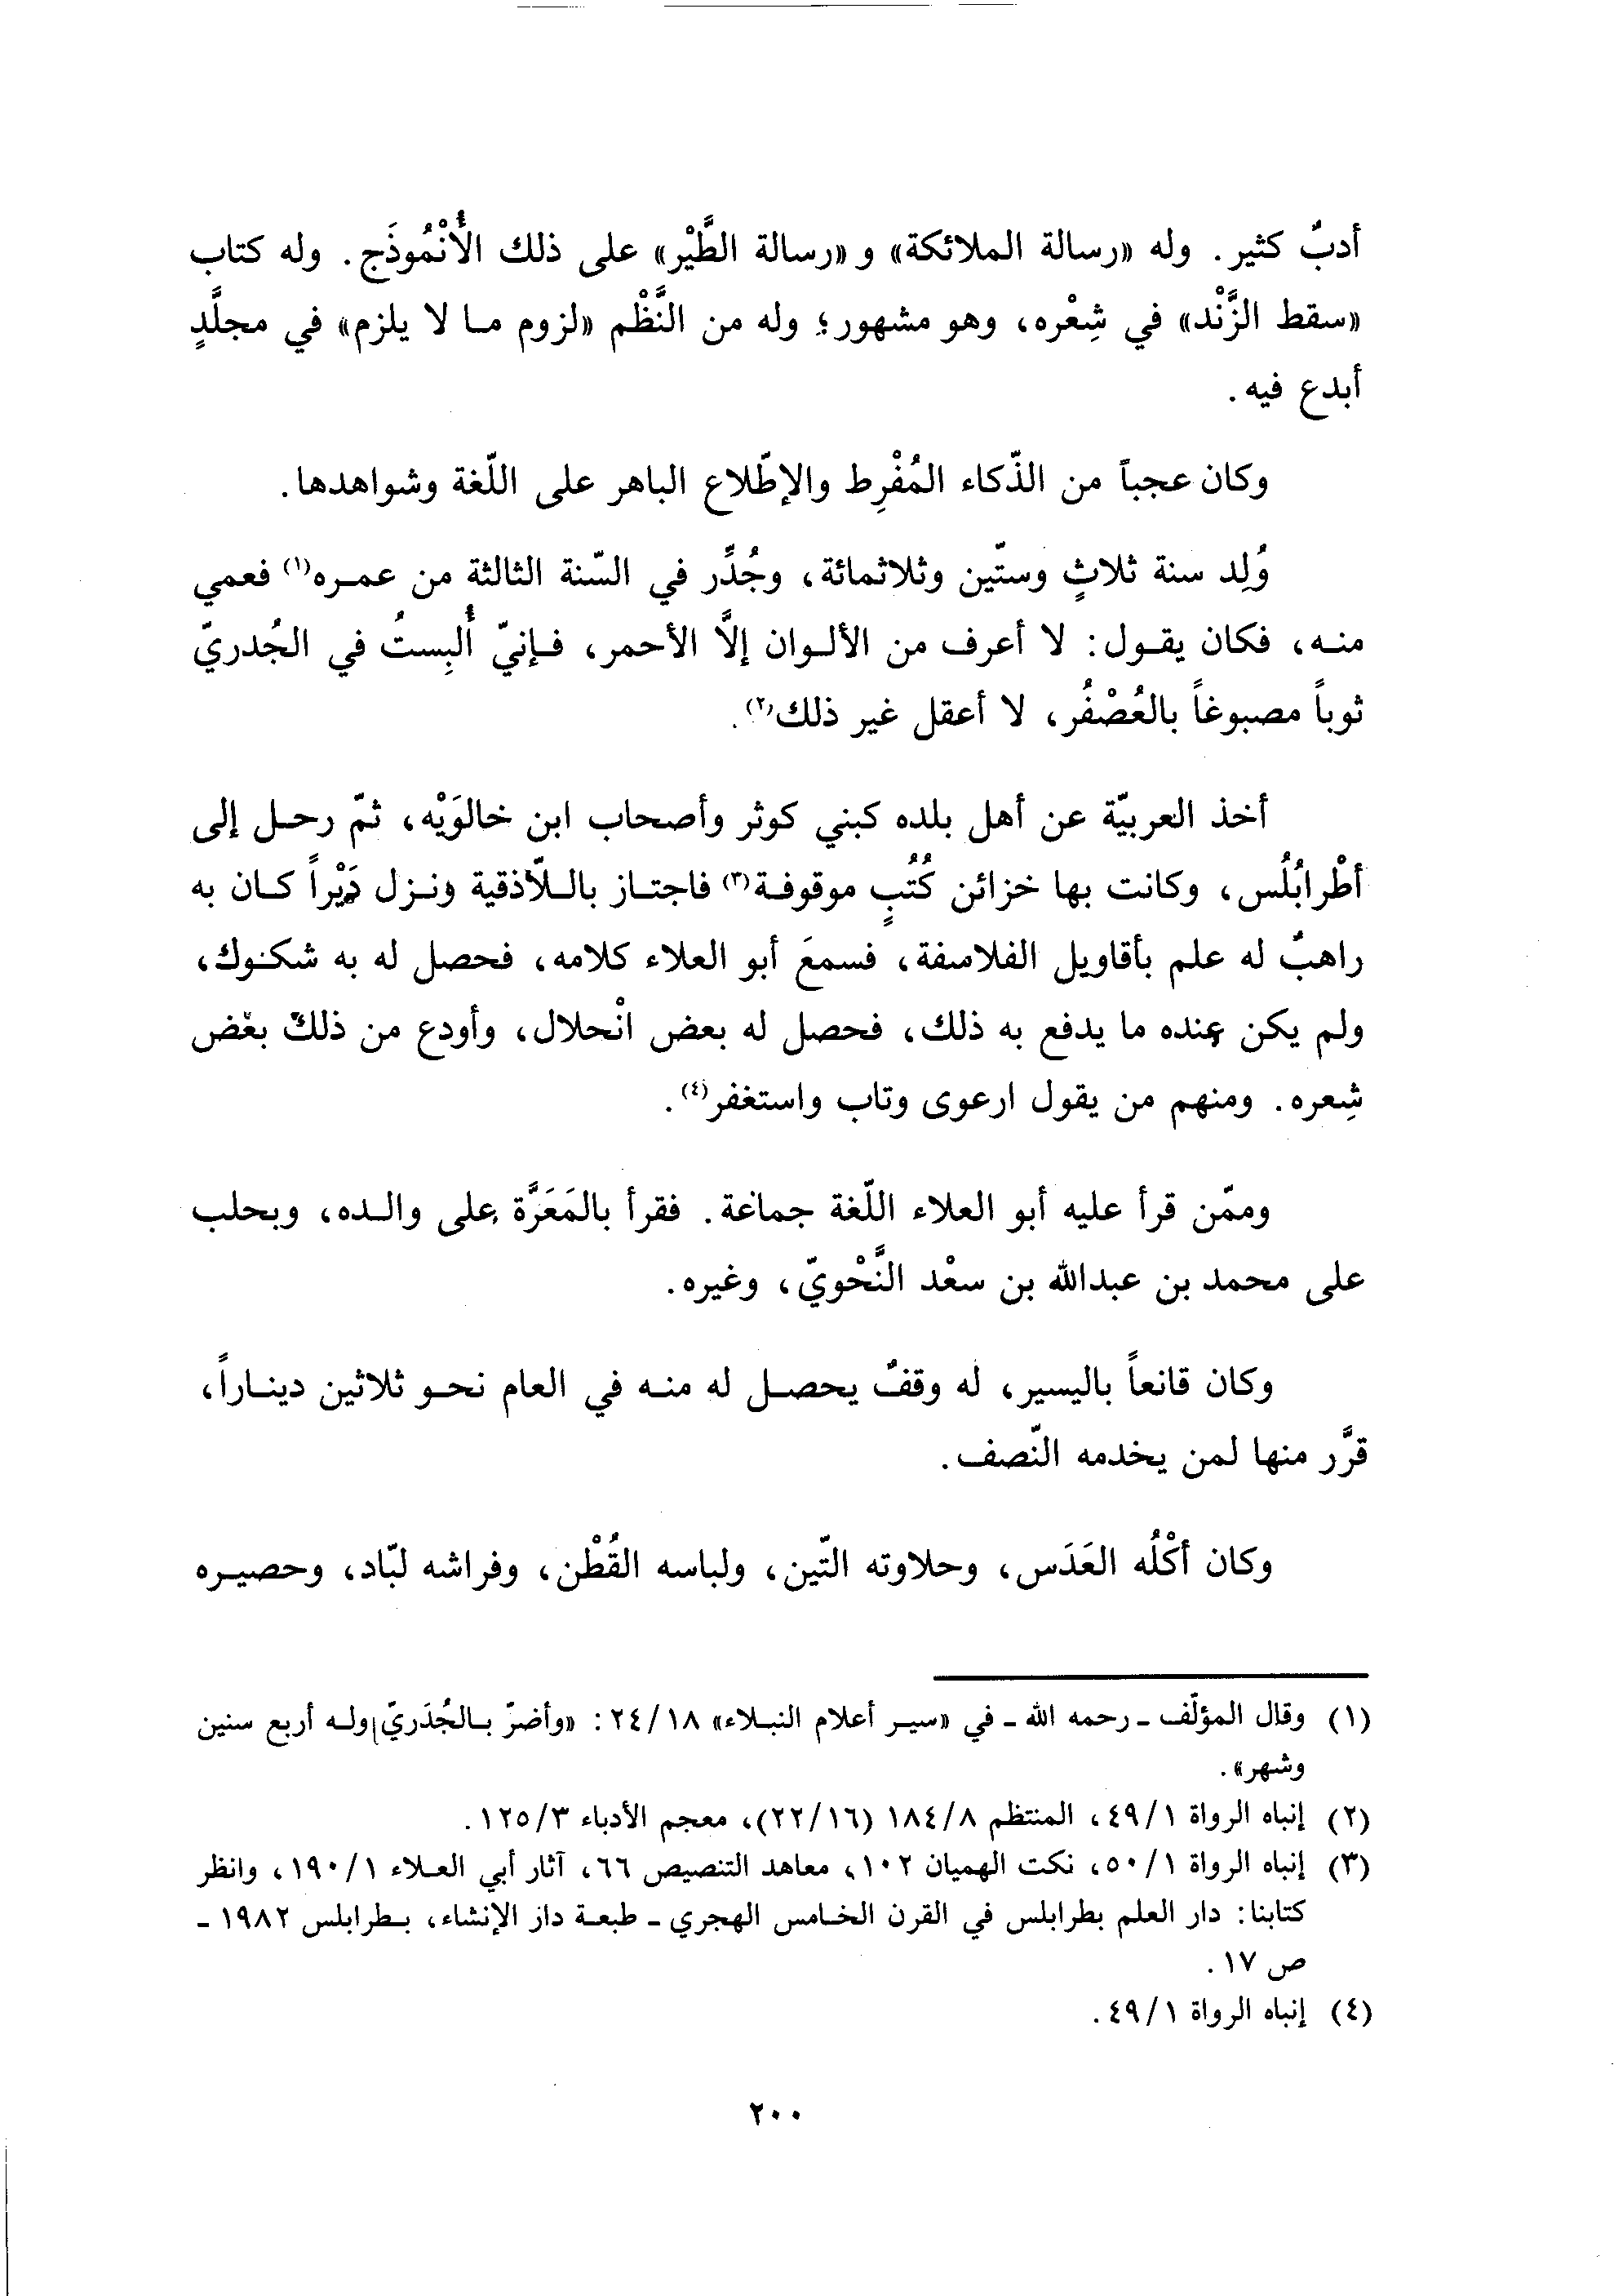 أدبٌ كثير. وله «رسالة الملائكة» و «رسالة الطَّيْر» على ذلك الأُنْمُوذَج. وله كتاب
«سقط الزَّنْد» في شِعْره، وهو مشهور؛ وله من النَّظْم «لزوم ما لا يلزم» في مجلَّدٍ
أبدع فيه.
وكان عجباً من الذّكاء المُفْرِط والإطّلاع الباهر على اللّغة وشواهدها.
وُلِد سنة ثلاثٍ وستّين وثلاثمائة، وجُدِّر في السّنة الثالثة من عمره(١) فعمي
منه، فكان يقول: لا أعرف من الألوان إلَّا الأحمر، فإنيّ أُلبِستُ في الجُدريّ
ثوباً مصبوغاً بالعُصْفُر، لا أعقل غير ذلك(٢).
أخذ العربيّة عن أهل بلده كبني كوثر وأصحاب ابن خالَوَيْه، ثمّ رحل إلى
أطْرابُلُس، وكانت بها خزائن كُتُبٍ موقوفة(٣) فاجتاز باللّاذقية ونزل دَيْراً كان به
راهبٌ له علم بأقاويل الفلاسفة، فسمعَ أبو العلاء كلامه، فحصل له به شكوك،
ولم يكن عنده ما يدفع به ذلك، فحصل له بعض انْحلال، وأودع من ذلك بعْض
شِعره. ومنهم من يقول ارعوى وتاب واستغفر(٤).
وممّن قرأ عليه أبو العلاء اللّغة جماعة. فقرأ بالمَعَرَّة على والده، وبحلب
على محمد بن عبدالله بن سعْد النَّحْويّ، وغيره.
وكان قانعاً باليسير، له وقفٌ يحصل له منه في العام نحو ثلاثين ديناراً،
قرَّر منها لمن يخدمه النّصف.
وكان أكْلُه العَدَس، وحلاوته التّين، ولباسه القُطْن، وفراشه لبّاد، وحصيره
(١) وقال المؤلّف ـ رحمه الله ـ في «سير أعلام النبلاء» ٢٤/١٨: «وأضرّ بالجُدَريّ وله أربع سنين
وشهر».
(٢) إنباه الرواة ٤٩/١، المنتظم ١٨٤/٨ (٢٢/١٦)، معجم الأدباء ١٢٥/٣.
(٣) إنباه الرواة ٥٠/١، نكت الهميان ١٠٢، معاهد التنصيص ٦٦، آثار أبي العلاء ١٩٠/١، وانظر
كتابنا: دار العلم بطرابلس في القرن الخامس الهجري ـ طبعة دار الإنشاء، بطرابلس ١٩٨٢ ـ
ص ١٧.
(٤) إنباه الرواة ٤٩/١.
٢٠٠